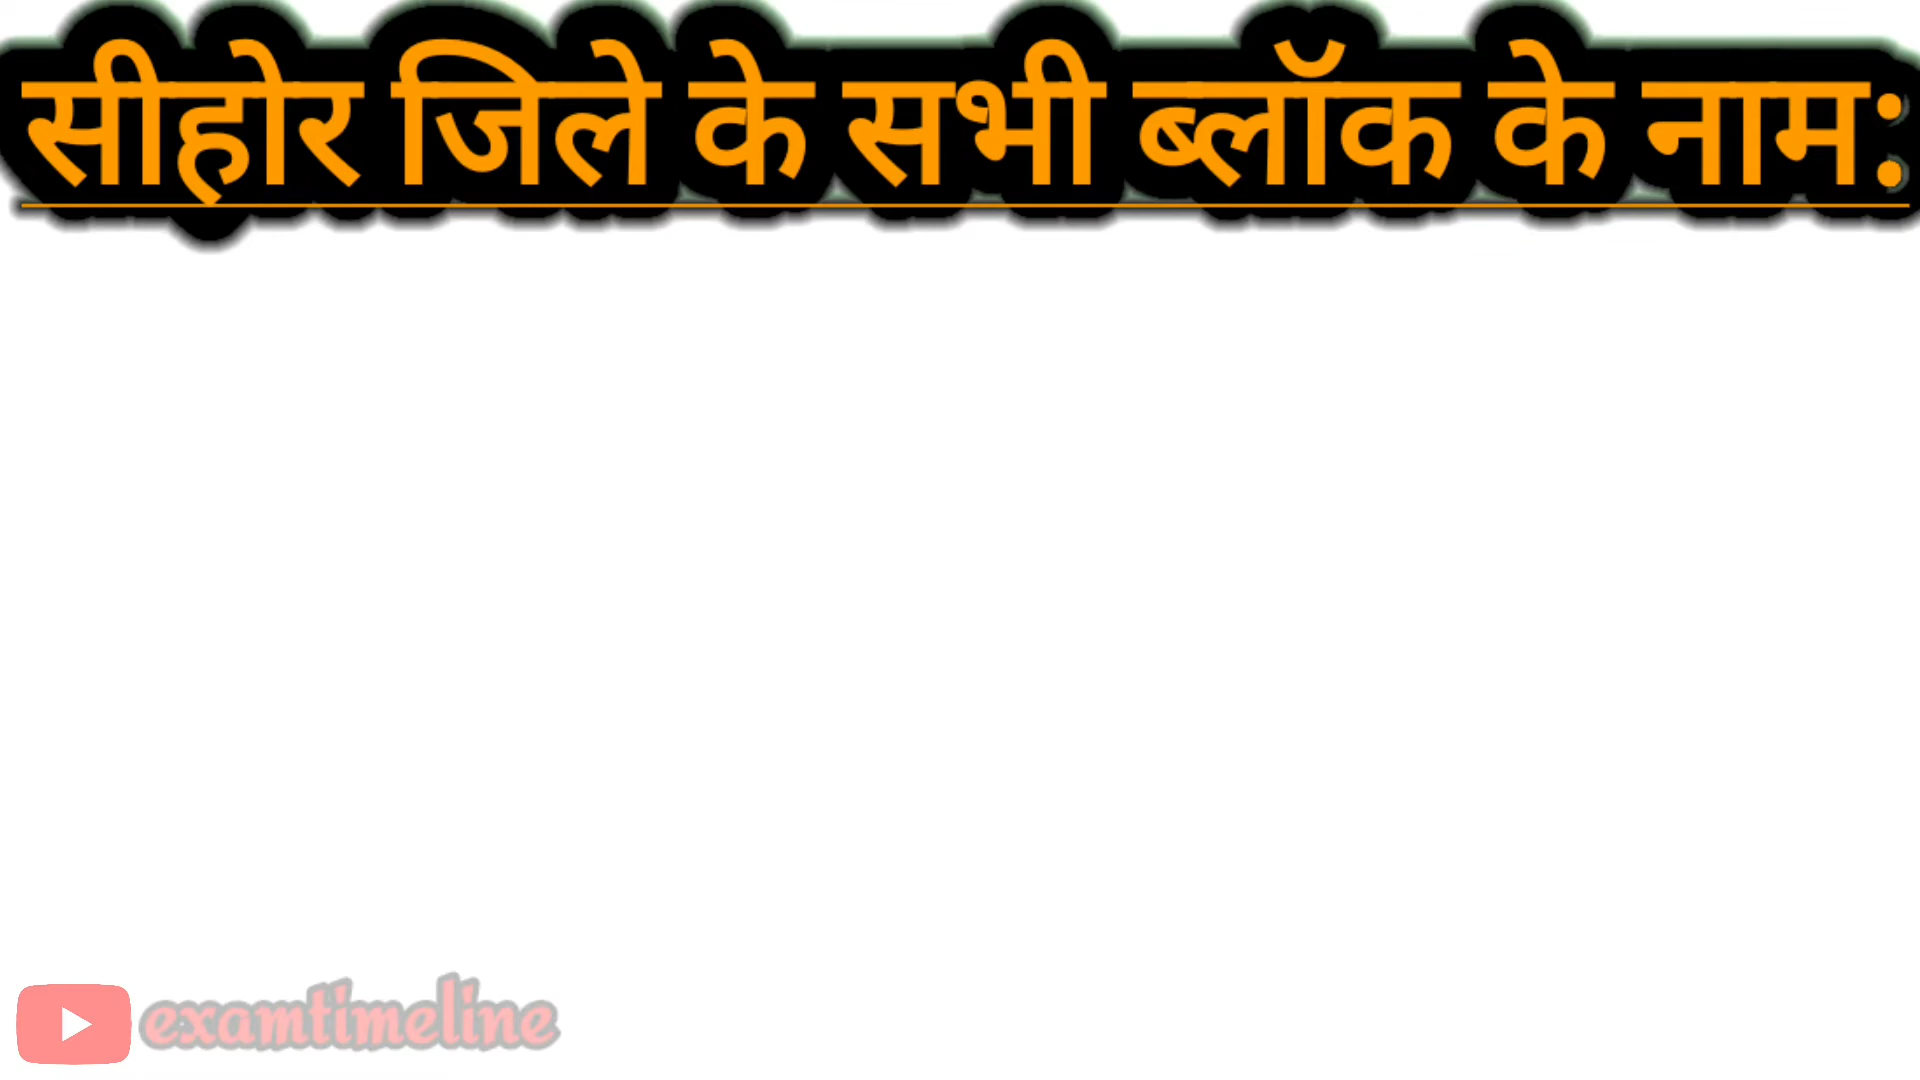 सीहोर जिले के सभी ब्लॉक के नाम:
examtimeline